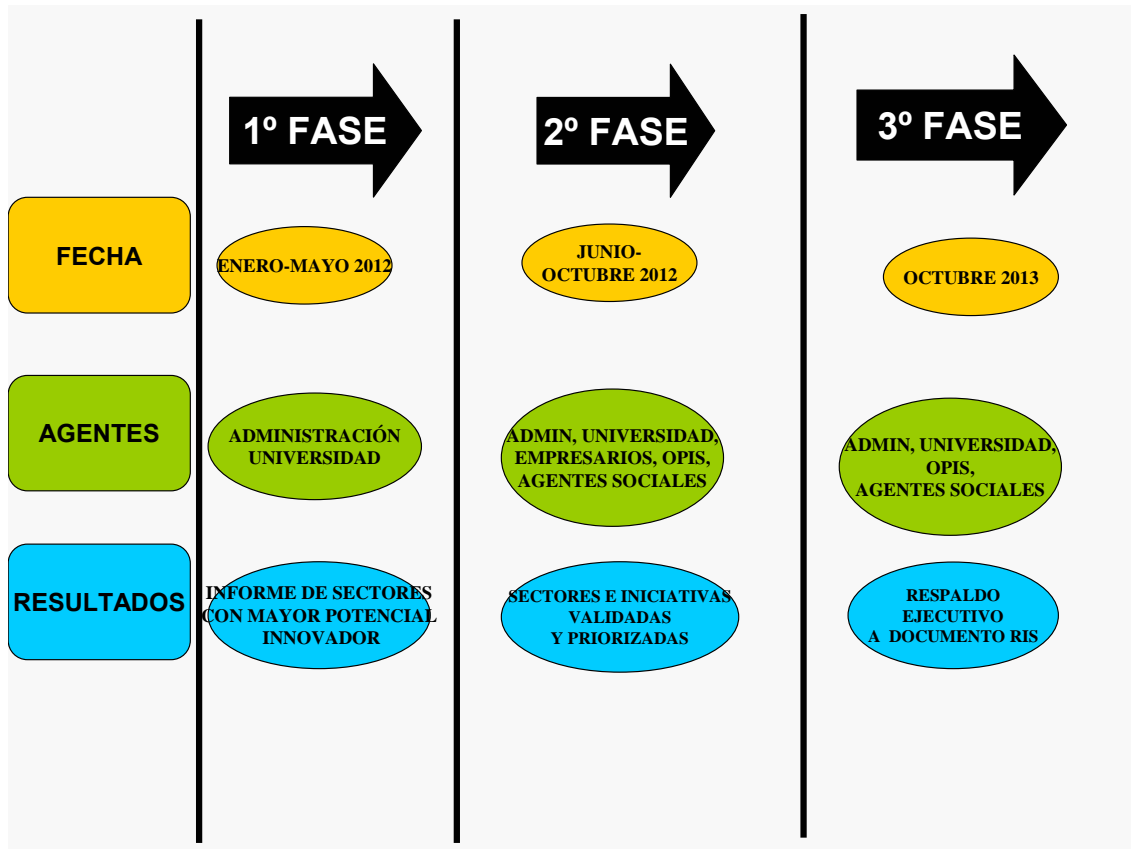 1º FASE
2º FASE
3º FASE
FECHA
ENERO-MAYO 2012
JUNIO-
OCTUBRE 2012
OCTUBRE 2013
AGENTES
ADMINISTRACIÓN
UNIVERSIDAD
ADMIN, UNIVERSIDAD,
EMPRESARIOS, OPIS,
AGENTES SOCIALES
ADMIN, UNIVERSIDAD,
OPIS,
AGENTES SOCIALES
RESULTADOS
INFORME DE SECTORES
CON MAYOR POTENCIAL
INNOVADOR
SECTORES E INICIATIVAS
VALIDADAS
Y PRIORIZADAS
RESPALDO
EJECUTIVO
A DOCUMENTO RIS